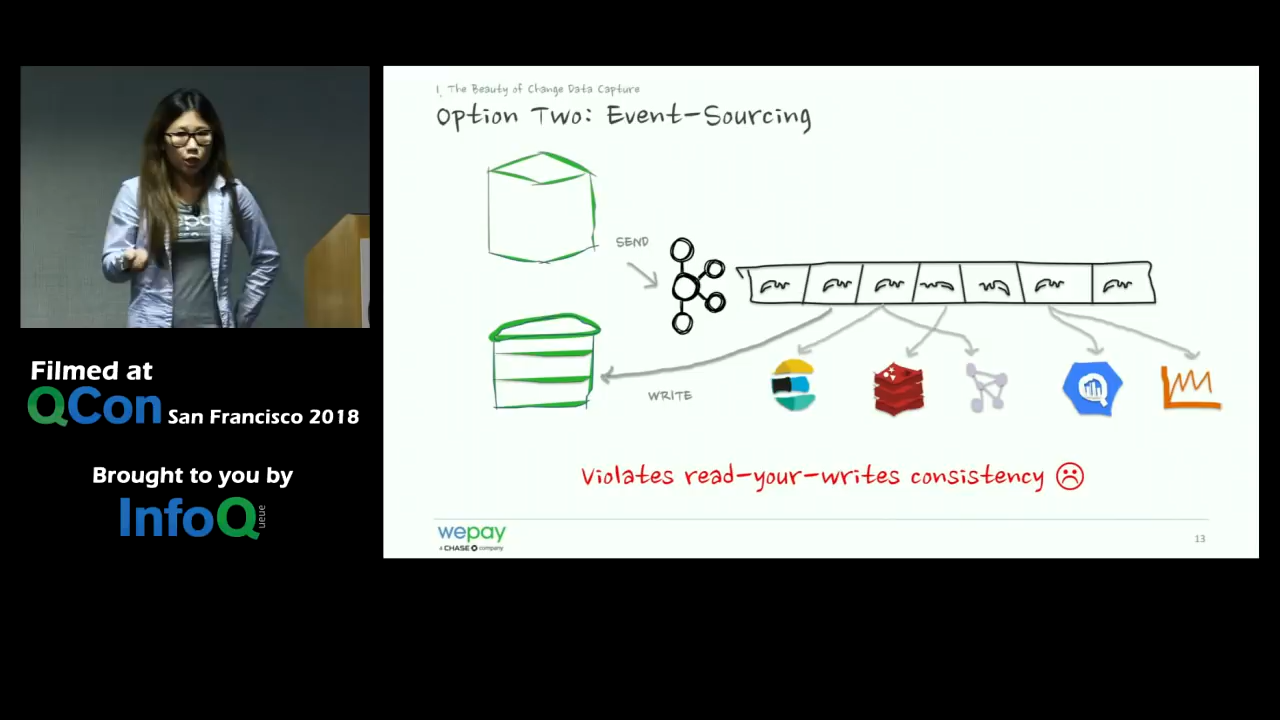 1. The Beauty of Change Data Capture
Option Two: Event-Sourcing
SEND
WRITE
Violates read-your-writes consistency ☹
wepay
a CHASE company
13
Filmed at
QCon San Francisco 2018
Brought to you by
InfoQueue